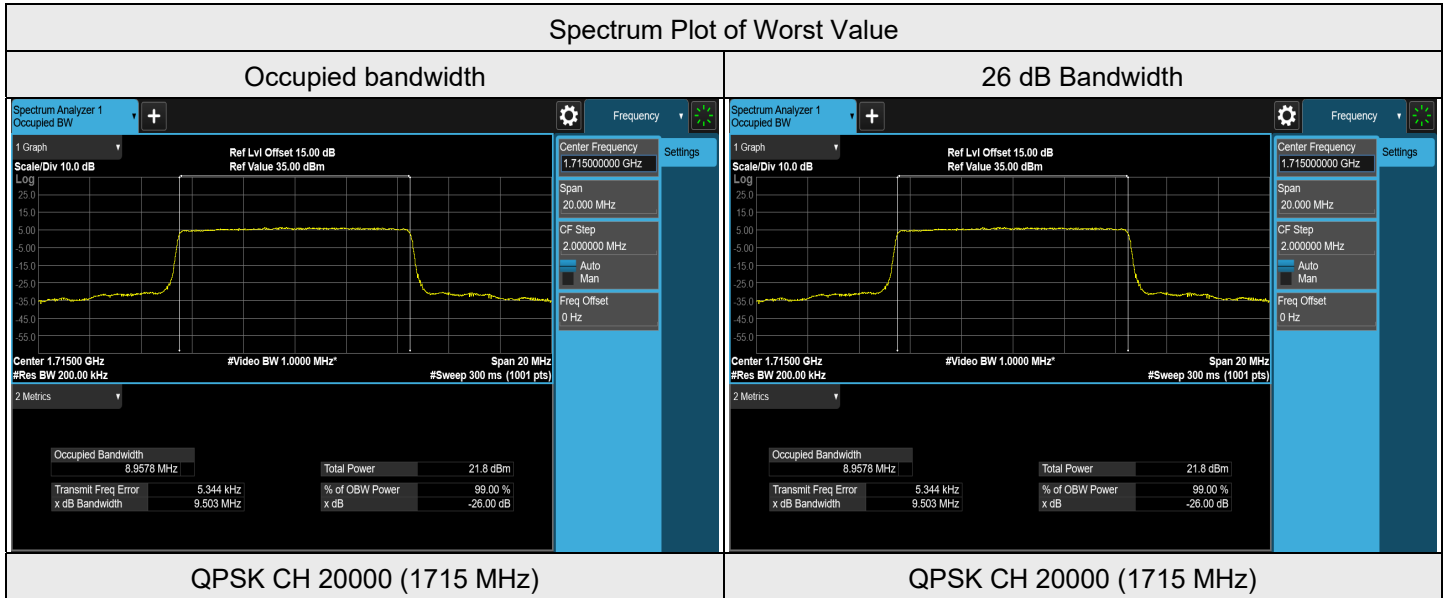 Spectrum Plot of Worst Value
Occupied bandwidth
26 dB Bandwidth
Spectrum Analyzer 1
Occupied BW
+
Frequency
1 Graph
Scale/Div 10.0 dB
Ref Lvl Offset 15.00 dB
Ref Value 35.00 dBm
Log
25.0
15.0
5.00
-5.00
-15.0
-25.0
-35.0
-45.0
-55.0
Center 1.71500 GHz
#Video BW 1.0000 MHz*
Span 20 MHz
#Res BW 200.00 kHz
#Sweep 300 ms (1001 pts)
Center Frequency
1.715000000 GHz
Settings
Span
20.000 MHz
CF Step
2.000000 MHz
Auto
Man
Freq Offset
0 Hz
2 Metrics
Occupied Bandwidth
8.9578 MHz
Total Power 21.8 dBm
Transmit Freq Error 5.344 kHz
% of OBW Power 99.00 %
x dB Bandwidth 9.503 MHz
x dB -26.00 dB
Spectrum Analyzer 1
Occupied BW
+
Frequency
1 Graph
Scale/Div 10.0 dB
Ref Lvl Offset 15.00 dB
Ref Value 35.00 dBm
Log
25.0
15.0
5.00
-5.00
-15.0
-25.0
-35.0
-45.0
-55.0
Center 1.71500 GHz
#Video BW 1.0000 MHz*
Span 20 MHz
#Res BW 200.00 kHz
#Sweep 300 ms (1001 pts)
Center Frequency
1.715000000 GHz
Settings
Span
20.000 MHz
CF Step
2.000000 MHz
Auto
Man
Freq Offset
0 Hz
2 Metrics
Occupied Bandwidth
8.9578 MHz
Total Power 21.8 dBm
Transmit Freq Error 5.344 kHz
% of OBW Power 99.00 %
x dB Bandwidth 9.503 MHz
x dB -26.00 dB
QPSK CH 20000 (1715 MHz)
QPSK CH 20000 (1715 MHz)